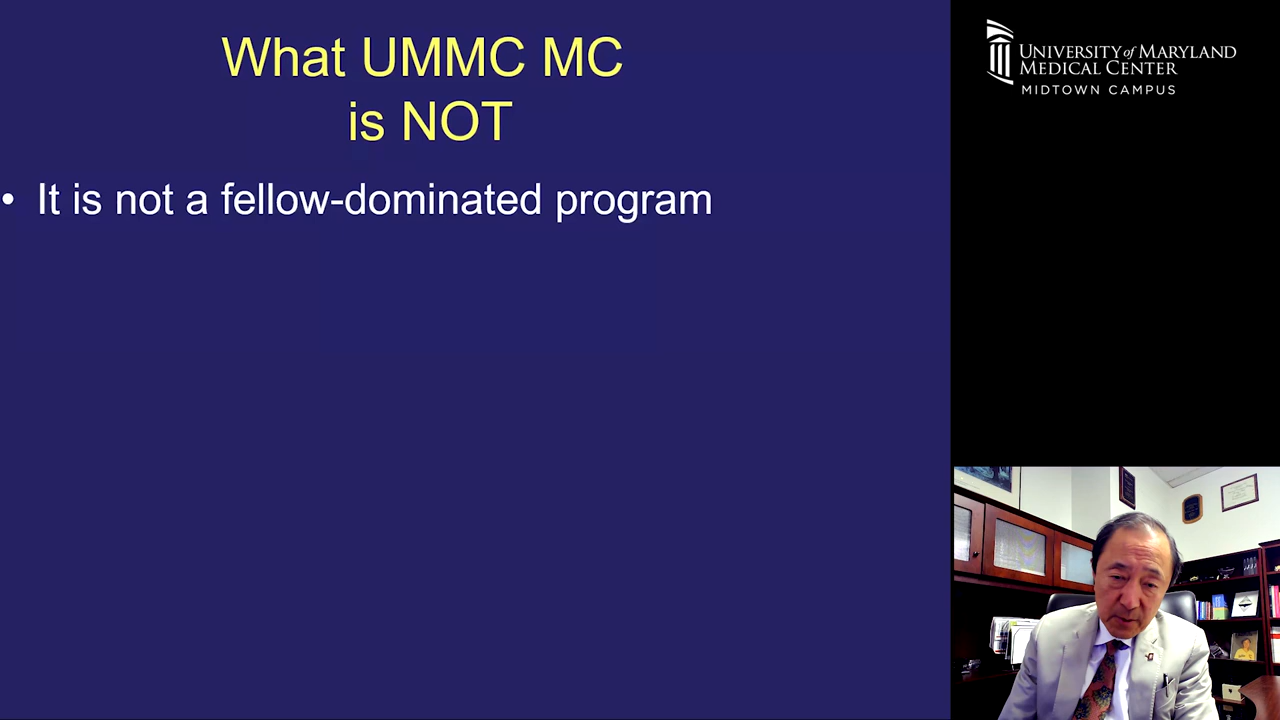 What UMMC MC
is NOT
• It is not a fellow-dominated program
UNIVERSITY of MARYLAND
MEDICAL CENTER
MIDTOWN CAMPUS